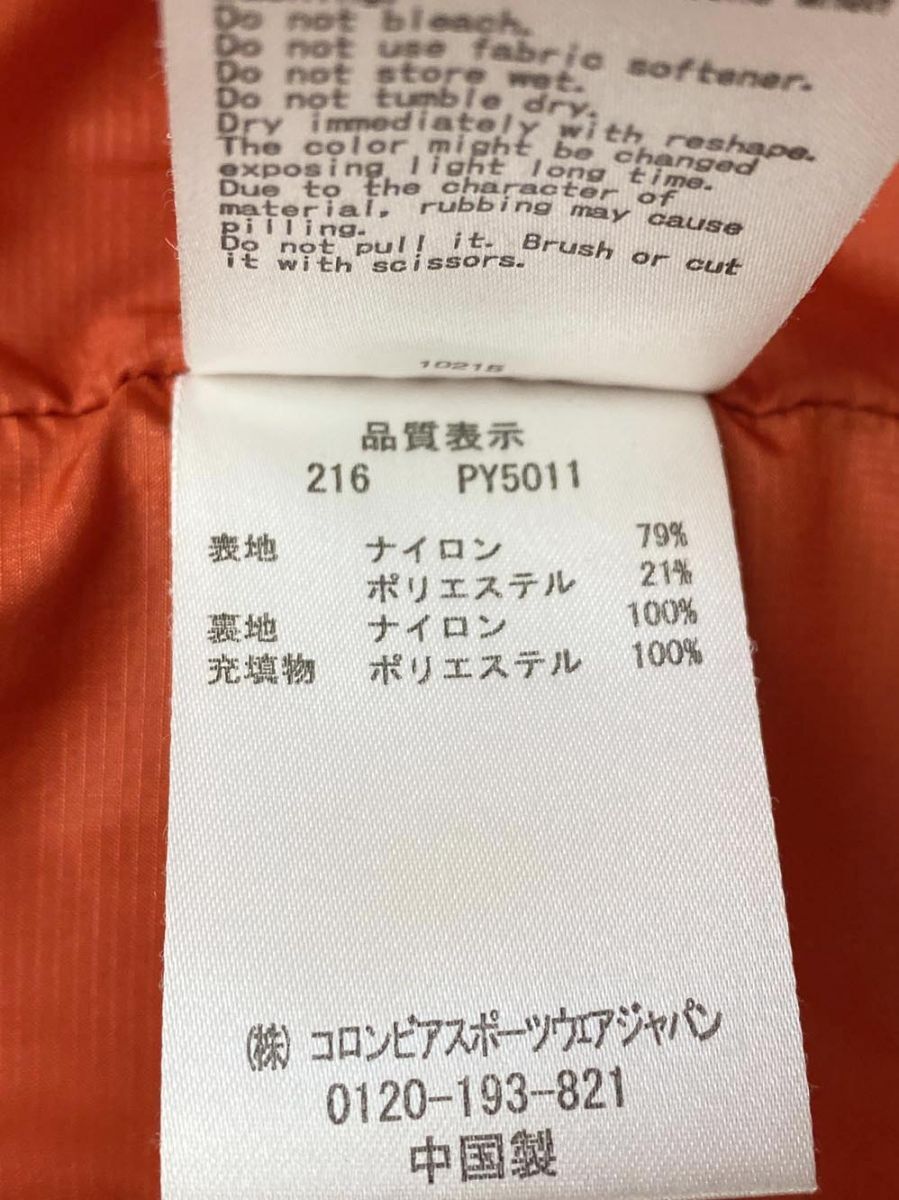 Do not bleach.
Do not use fabric softener.
Do not store wet.
Do not tumble dry.
Dry immediately with reshape.
The color might be changed
exposing light long time.
Due to the character of
material, rubbing may cause
pilling.
Do not pull it. Brush or cut
it with scissors.
10215
品質表示
216 PY5011
表地 ナイロン 79%
ポリエステル 21%
裏地 ナイロン 100%
充填物 ポリエステル 100%
(株) コロンビアスポーツウェアジャパン
0120-193-821
中国製